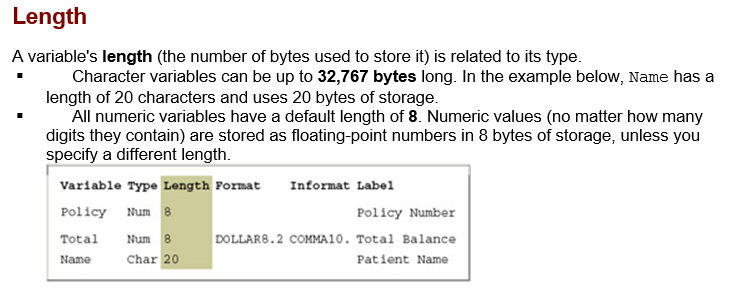 Length
A variable's length (the number of bytes used to store it) is related to its type.
▪ Character variables can be up to 32,767 bytes long. In the example below, Name has a
length of 20 characters and uses 20 bytes of storage.
▪ All numeric variables have a default length of 8. Numeric values (no matter how many
digits they contain) are stored as floating-point numbers in 8 bytes of storage, unless you
specify a different length.
Variable Type Length Format Informat Label
Policy Num 8 Policy Number
Total Num 8 DOLLAR8.2 COMMA10. Total Balance
Name Char 20 Patient Name